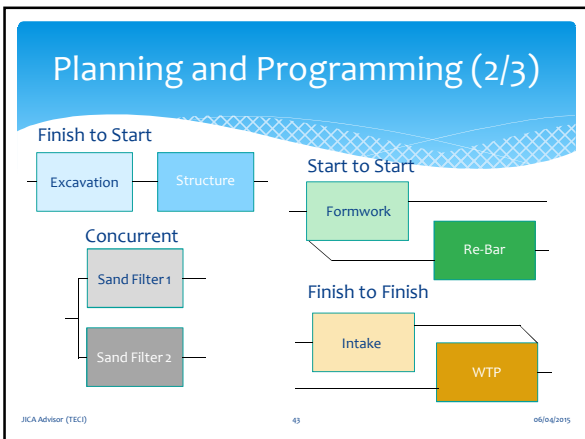 Planning and Programming (2/3)
Finish to Start
Excavation
Structure
Concurrent
Sand Filter 1
Sand Filter 2
Start to Start
Formwork
Re-Bar
Finish to Finish
Intake
WTP
JICA Advisor (TECI)
43
06/04/2015